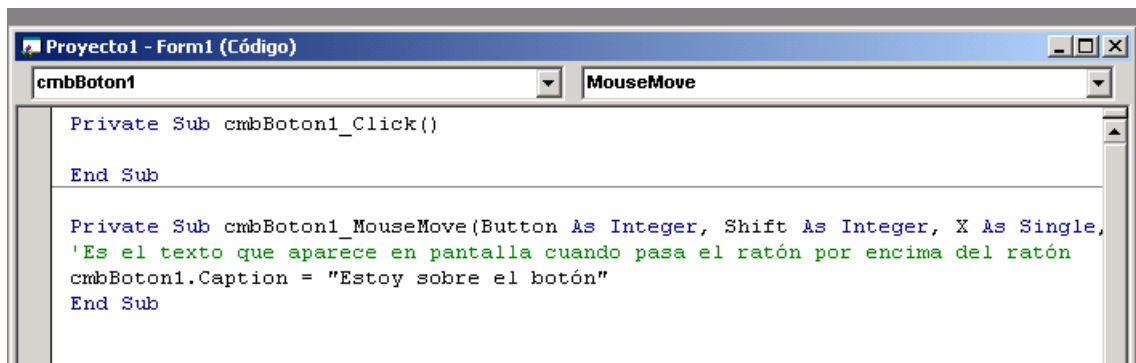 Proyecto1 - Form1 (Código)
cmbBoton1 MouseMove
Private Sub cmbBoton1_Click()
End Sub
Private Sub cmbBoton1_MouseMove(Button As Integer, Shift As Integer, X As Single,
'Es el texto que aparece en pantalla cuando pasa el ratón por encima del ratón
cmbBoton1.Caption = "Estoy sobre el botón"
End Sub